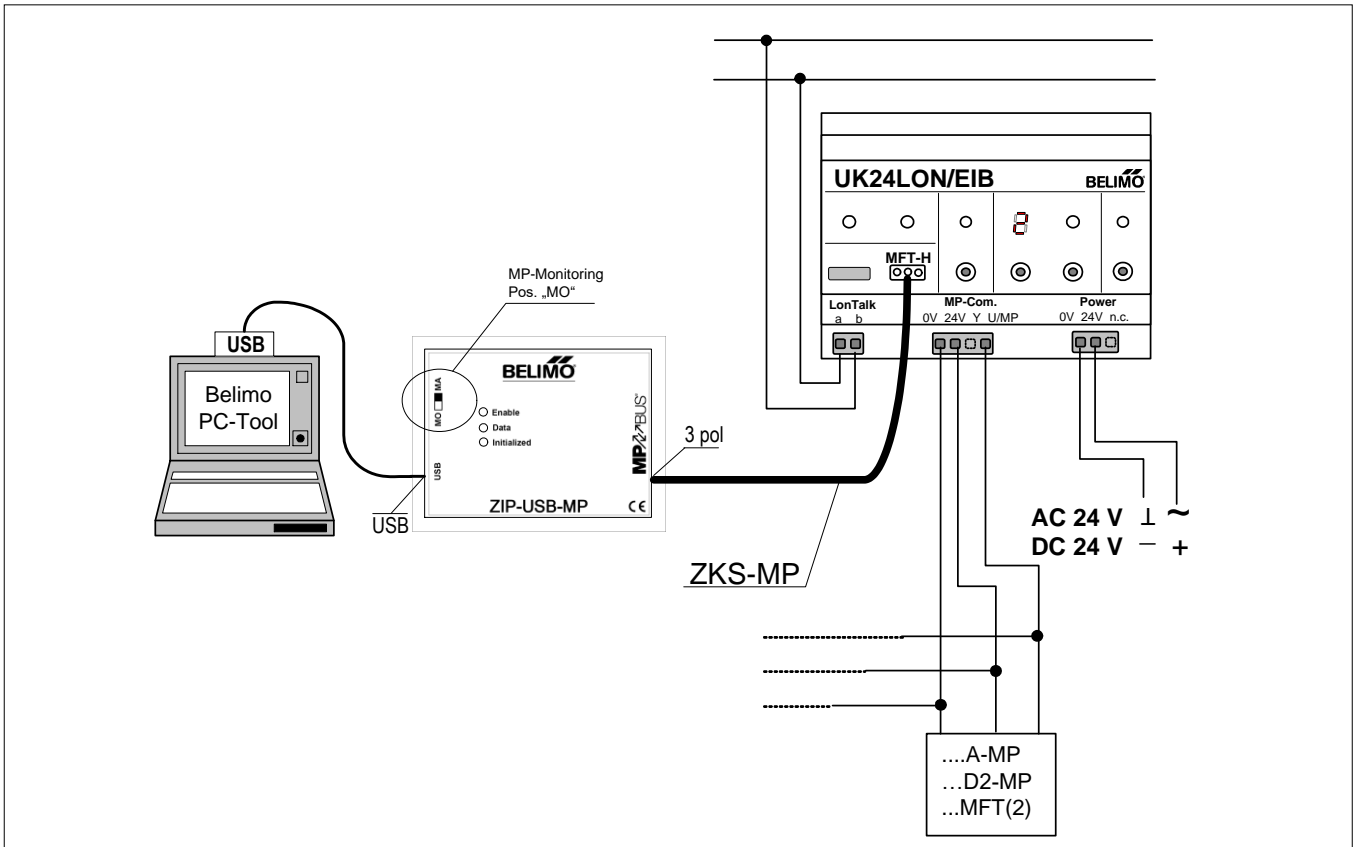 UK24LON/EIB
BELIMO
MFT-H
LonTalk
a b
MP-Com.
0V 24V Y U/MP
Power
0V 24V n.c.
MP-Monitoring
Pos. „MO“
USB
Belimo
PC-Tool
BELIMO
MO MA
Enable
Data
Initialized
USB
MP BUS®
ZIP-USB-MP
CE
USB
3 pol
ZKS-MP
AC 24 V ⊥ ~
DC 24 V – +
....A-MP
...D2-MP
...MFT(2)